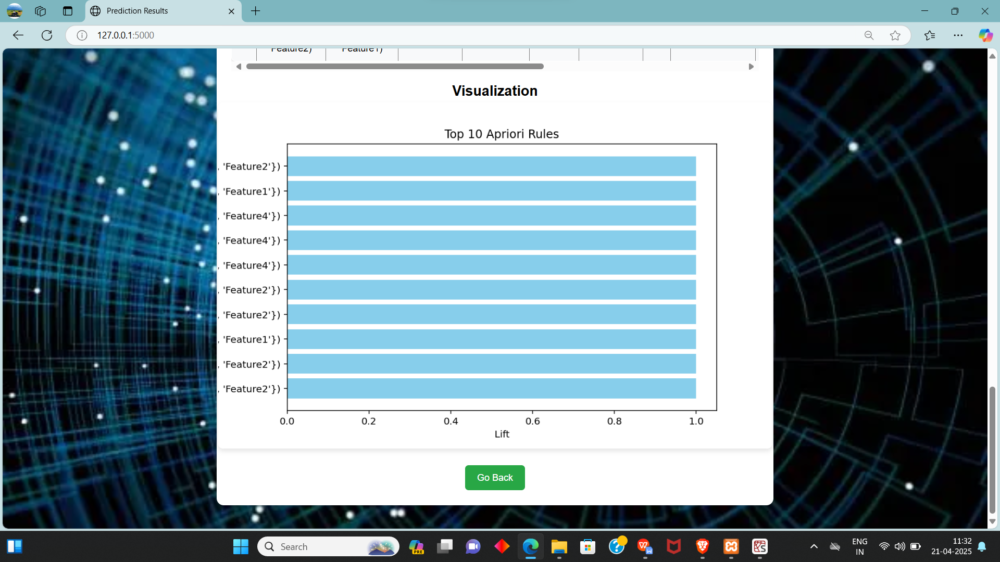 Prediction Results
127.0.0.1:5000
Feature2) Feature1)
Visualization
Top 10 Apriori Rules
, 'Feature2'})
, 'Feature1'})
, 'Feature4'})
, 'Feature4'})
, 'Feature4'})
, 'Feature2'})
, 'Feature2'})
, 'Feature1'})
, 'Feature2'})
, 'Feature2'})
0.0 0.2 0.4 0.6 0.8 1.0
Lift
Go Back
Search
PRE
ENG
IN
11:32
21-04-2025